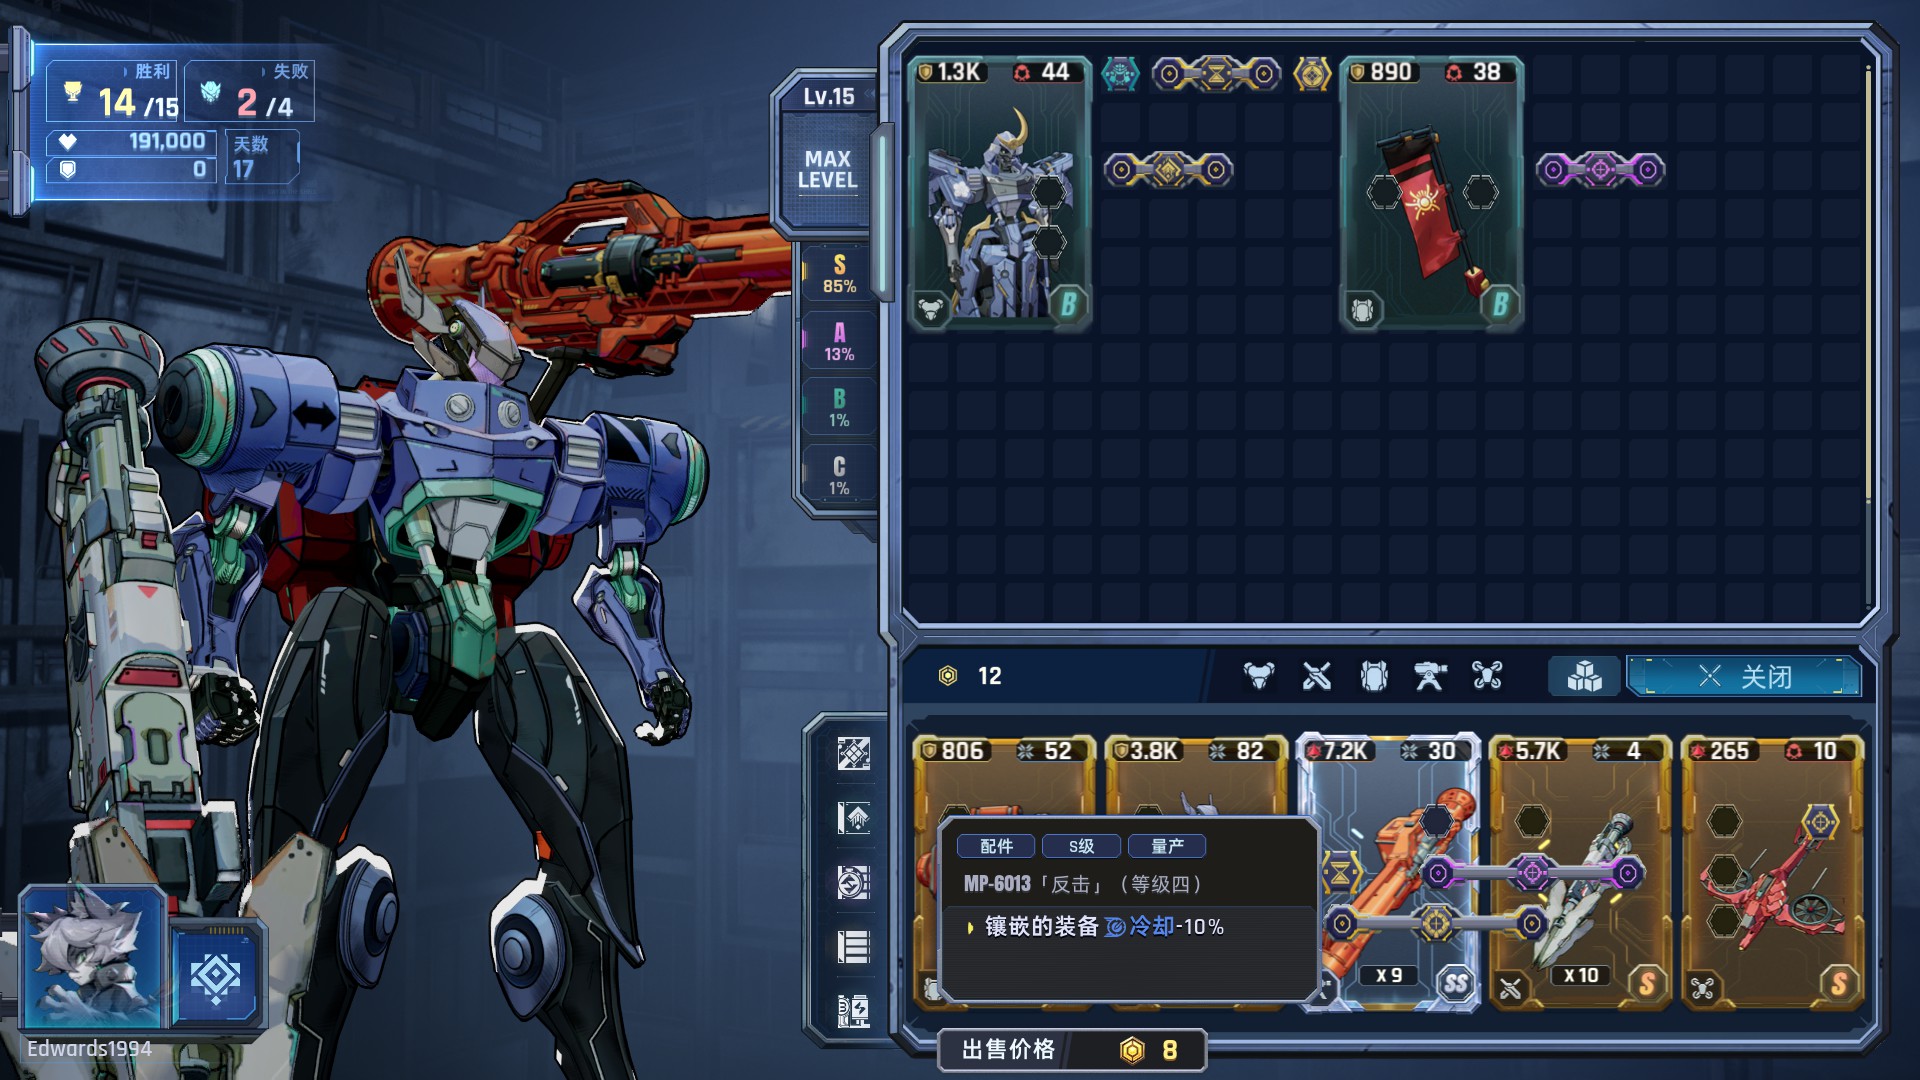 胜利
14 /15
失败
2 /4
191,000
0
天数
17
Lv.15
MAX
LEVEL
S
85%
A
13%
B
1%
C
1%
1.3K
44
B
890
38
B
12
关闭
806
52
3.8K
82
7.2K
30
5.7K
4
265
10
配件
S级
量产
MP-6013「反击」（等级四）
镶嵌的装备冷却-10%
x 9
SS
x 10
S
S
出售价格
8
Edwards1994